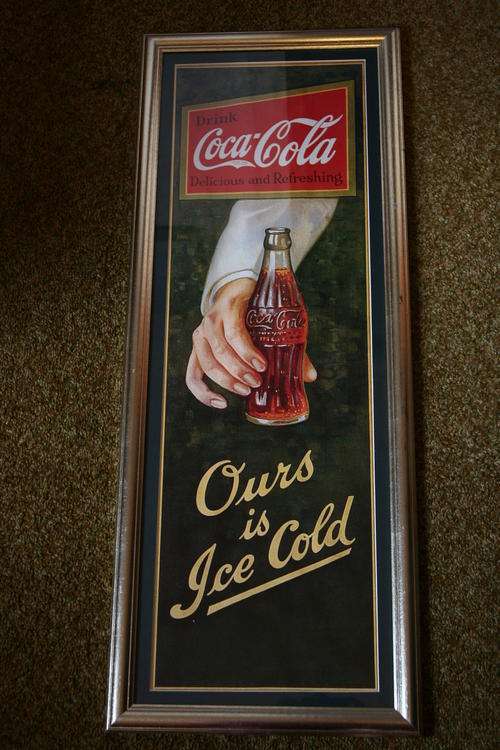 Drink
Coca-Cola
Delicious and Refreshing
Coca-Cola
Ours
is
Ice Cold